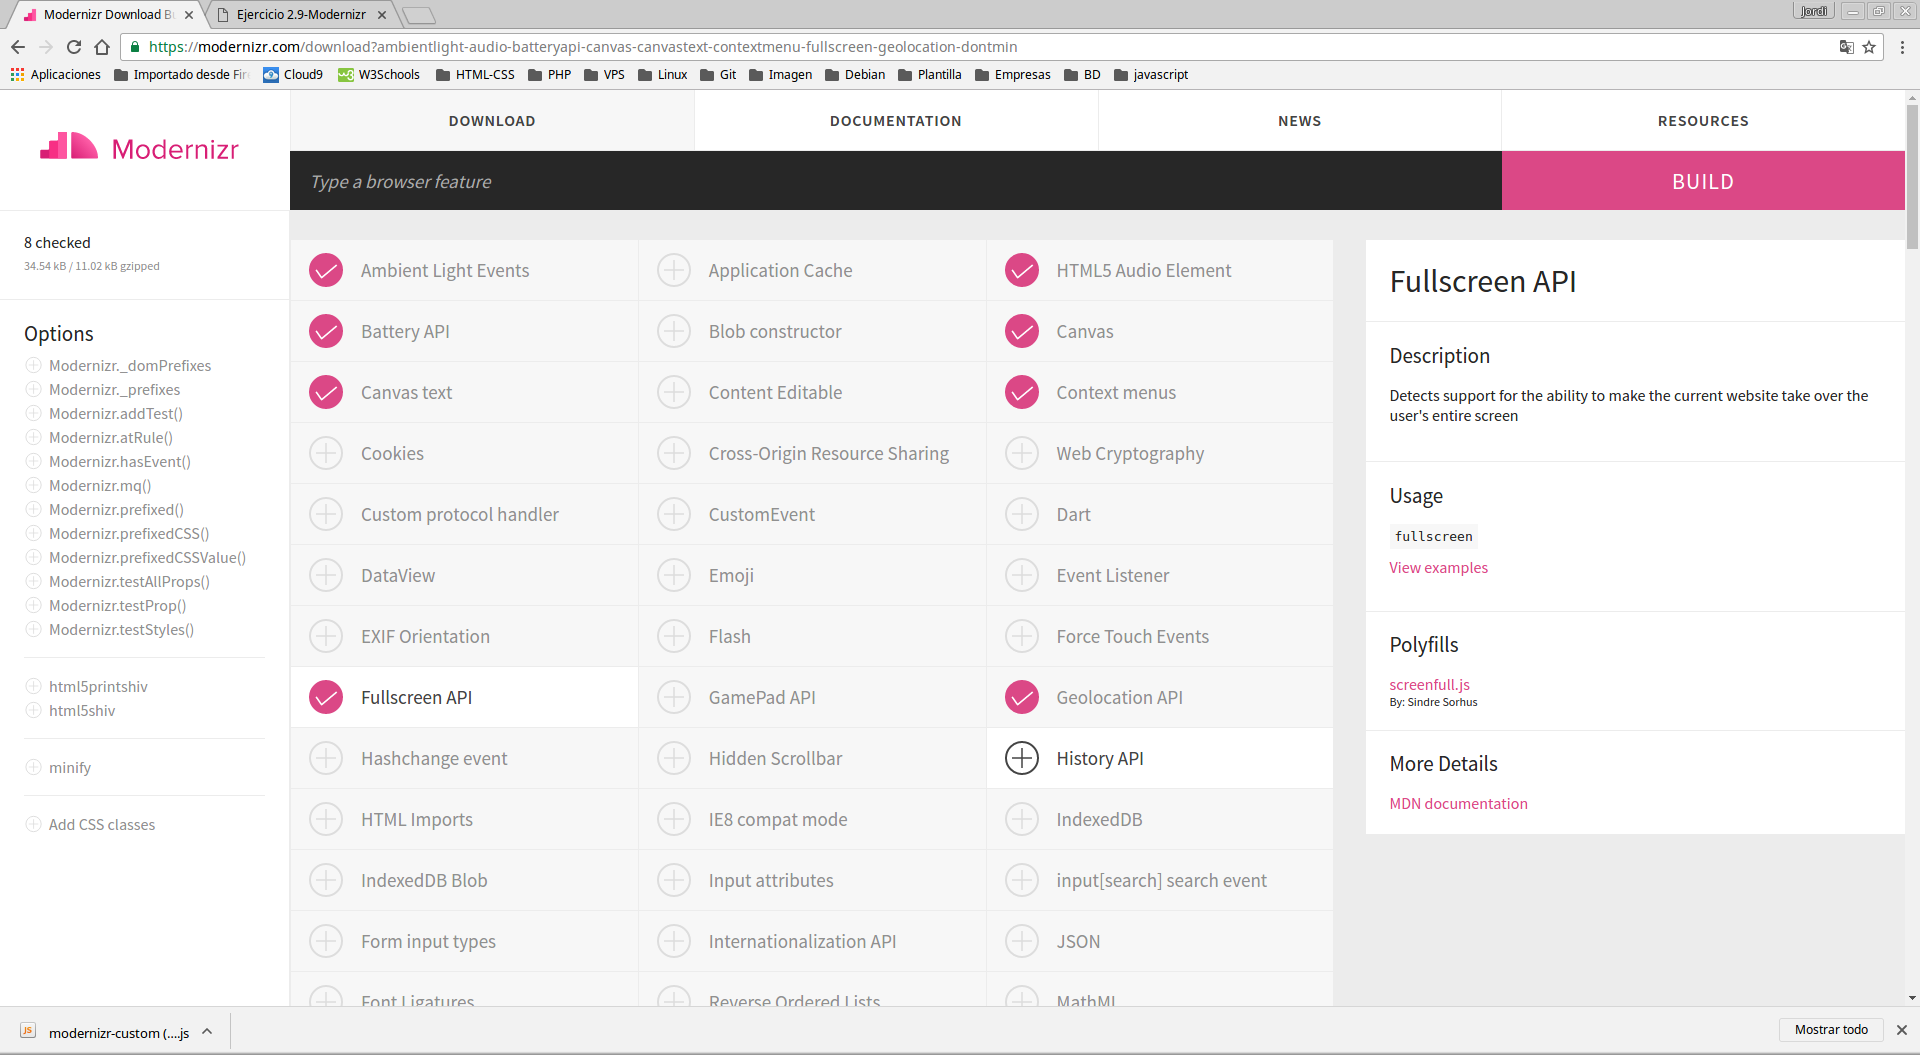 Modernizr Download Bu
Ejercicio 2.9-Modernizr
Jordi
https://modernizr.com/download?ambientlight-audio-batteryapi-canvas-canvastext-contextmenu-fullscreen-geolocation-dontmin
Aplicaciones
Importado desde Fir
Cloud9
W3Schools
HTML-CSS
PHP
VPS
Linux
Git
Imagen
Debian
Plantilla
Empresas
BD
javascript
Modernizr
DOWNLOAD
DOCUMENTATION
NEWS
RESOURCES
Type a browser feature
BUILD
8 checked
34.54 kB / 11.02 kB gzipped
Options
Modernizr._domPrefixes
Modernizr._prefixes
Modernizr.addTest()
Modernizr.atRule()
Modernizr.hasEvent()
Modernizr.mq()
Modernizr.prefixed()
Modernizr.prefixedCSS()
Modernizr.prefixedCSSValue()
Modernizr.testAllProps()
Modernizr.testProp()
Modernizr.testStyles()
html5printshiv
html5shiv
minify
Add CSS classes
Ambient Light Events
Application Cache
HTML5 Audio Element
Battery API
Blob constructor
Canvas
Canvas text
Content Editable
Context menus
Cookies
Cross-Origin Resource Sharing
Web Cryptography
Custom protocol handler
CustomEvent
Dart
DataView
Emoji
Event Listener
EXIF Orientation
Flash
Force Touch Events
Fullscreen API
GamePad API
Geolocation API
Hashchange event
Hidden Scrollbar
History API
HTML Imports
IE8 compat mode
IndexedDB
IndexedDB Blob
Input attributes
input[search] search event
Form input types
Internationalization API
JSON
Font Ligatures
Reverse Ordered Lists
MathML
Fullscreen API
Description
Detects support for the ability to make the current website take over the
user's entire screen
Usage
fullscreen
View examples
Polyfills
screenfull.js
By: Sindre Sorhus
More Details
MDN documentation
JS
modernizr-custom (....js
Mostrar todo